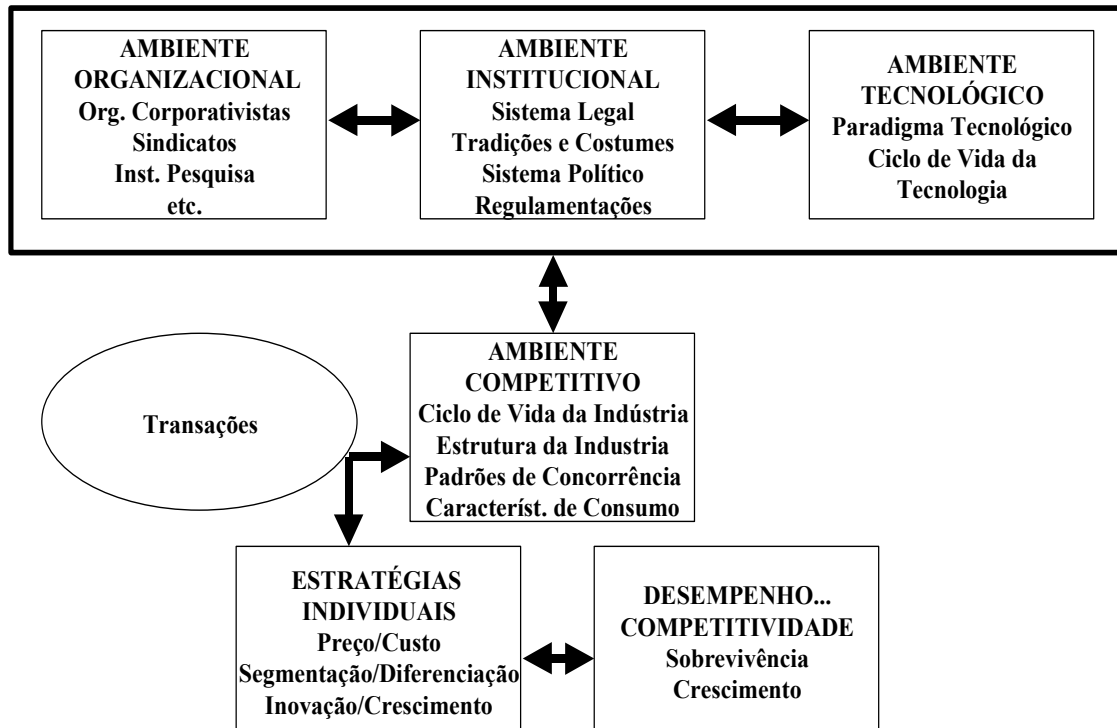 AMBIENTE
ORGANIZACIONAL
Org. Corporativistas
Sindicatos
Inst. Pesquisa
etc.
AMBIENTE
INSTITUCIONAL
Sistema Legal
Tradições e Costumes
Sistema Político
Regulamentações
AMBIENTE
TECNOLÓGICO
Paradigma Tecnológico
Ciclo de Vida da
Tecnologia
Transações
AMBIENTE
COMPETITIVO
Ciclo de Vida da Indústria
Estrutura da Industria
Padrões de Concorrência
Característ. de Consumo
ESTRATÉGIAS
INDIVIDUAIS
Preço/Custo
Segmentação/Diferenciação
Inovação/Crescimento
DESEMPENHO...
COMPETITIVIDADE
Sobrevivência
Crescimento